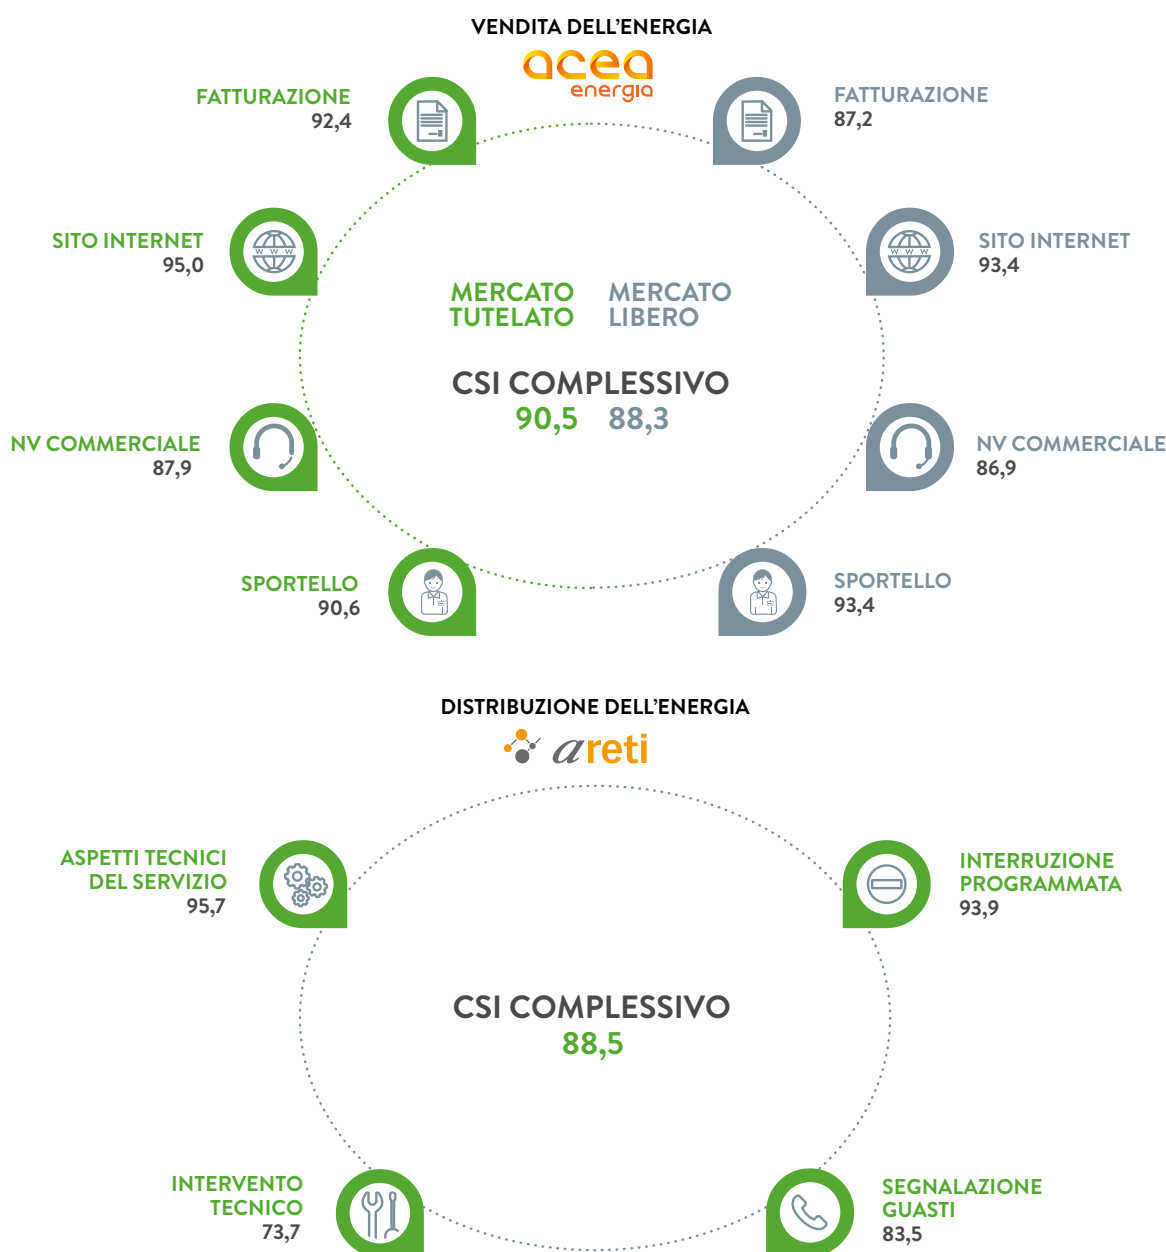 VENDITA DELL'ENERGIA
acea
energia
FATTURAZIONE
92,4
FATTURAZIONE
87,2
SITO INTERNET
95,0
SITO INTERNET
93,4
MERCATO
TUTELATO
MERCATO
LIBERO
CSI COMPLESSIVO
90,5 88,3
NV COMMERCIALE
87,9
NV COMMERCIALE
86,9
SPORTELLO
90,6
SPORTELLO
93,4
DISTRIBUZIONE DELL'ENERGIA
areti
ASPETTI TECNICI
DEL SERVIZIO
95,7
INTERRUZIONE
PROGRAMMATA
93,9
CSI COMPLESSIVO
88,5
INTERVENTO
TECNICO
73,7
SEGNALAZIONE
GUASTI
83,5
WWW
WWW